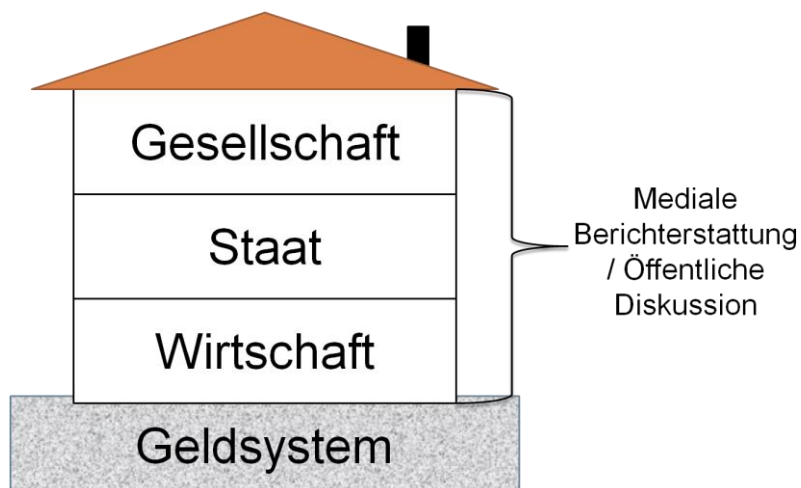 Gesellschaft
Staat
Wirtschaft
Geldsystem
Mediale
Berichterstattung
/ Öffentliche
Diskussion